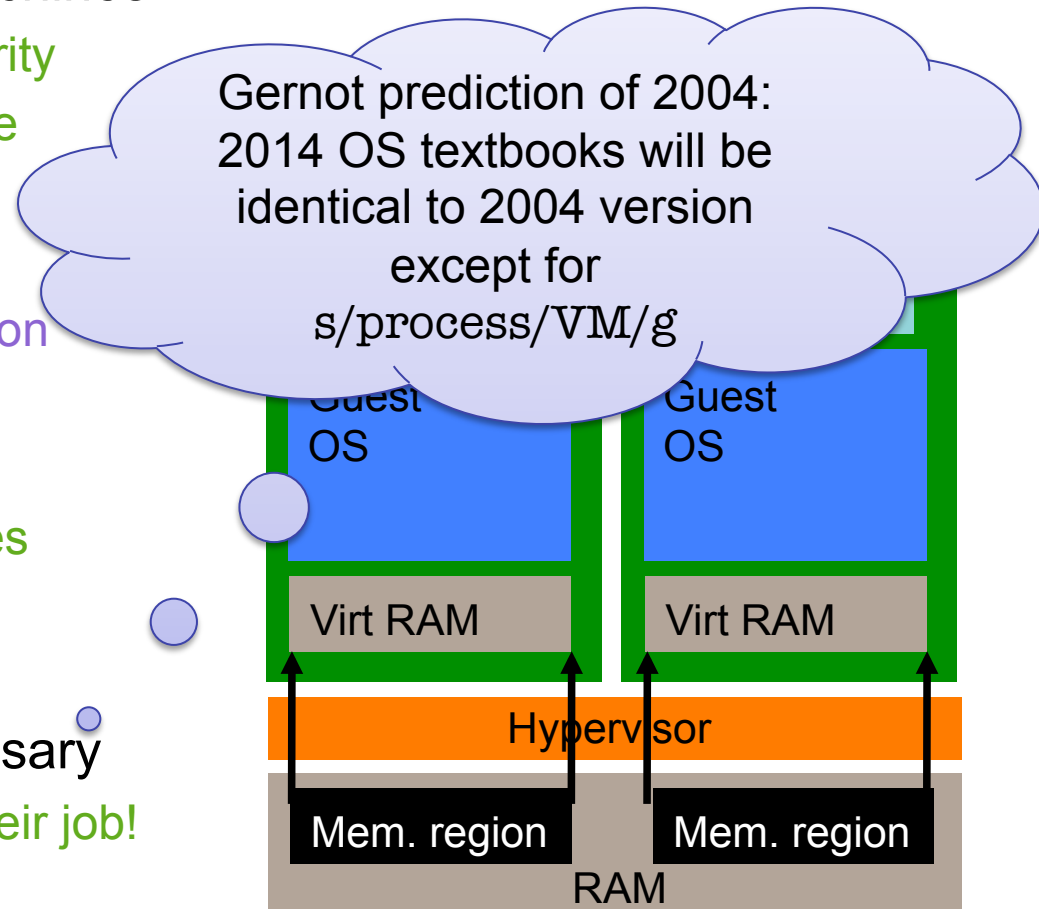 rity
e
Gernot prediction of 2004:
2014 OS textbooks will be
identical to 2004 version
except for
s/process/VM/g
on
Guest
OS
Guest
OS
es
Virt RAM
Virt RAM
Hypervisor
sary
eir job!
Mem. region
Mem. region
RAM